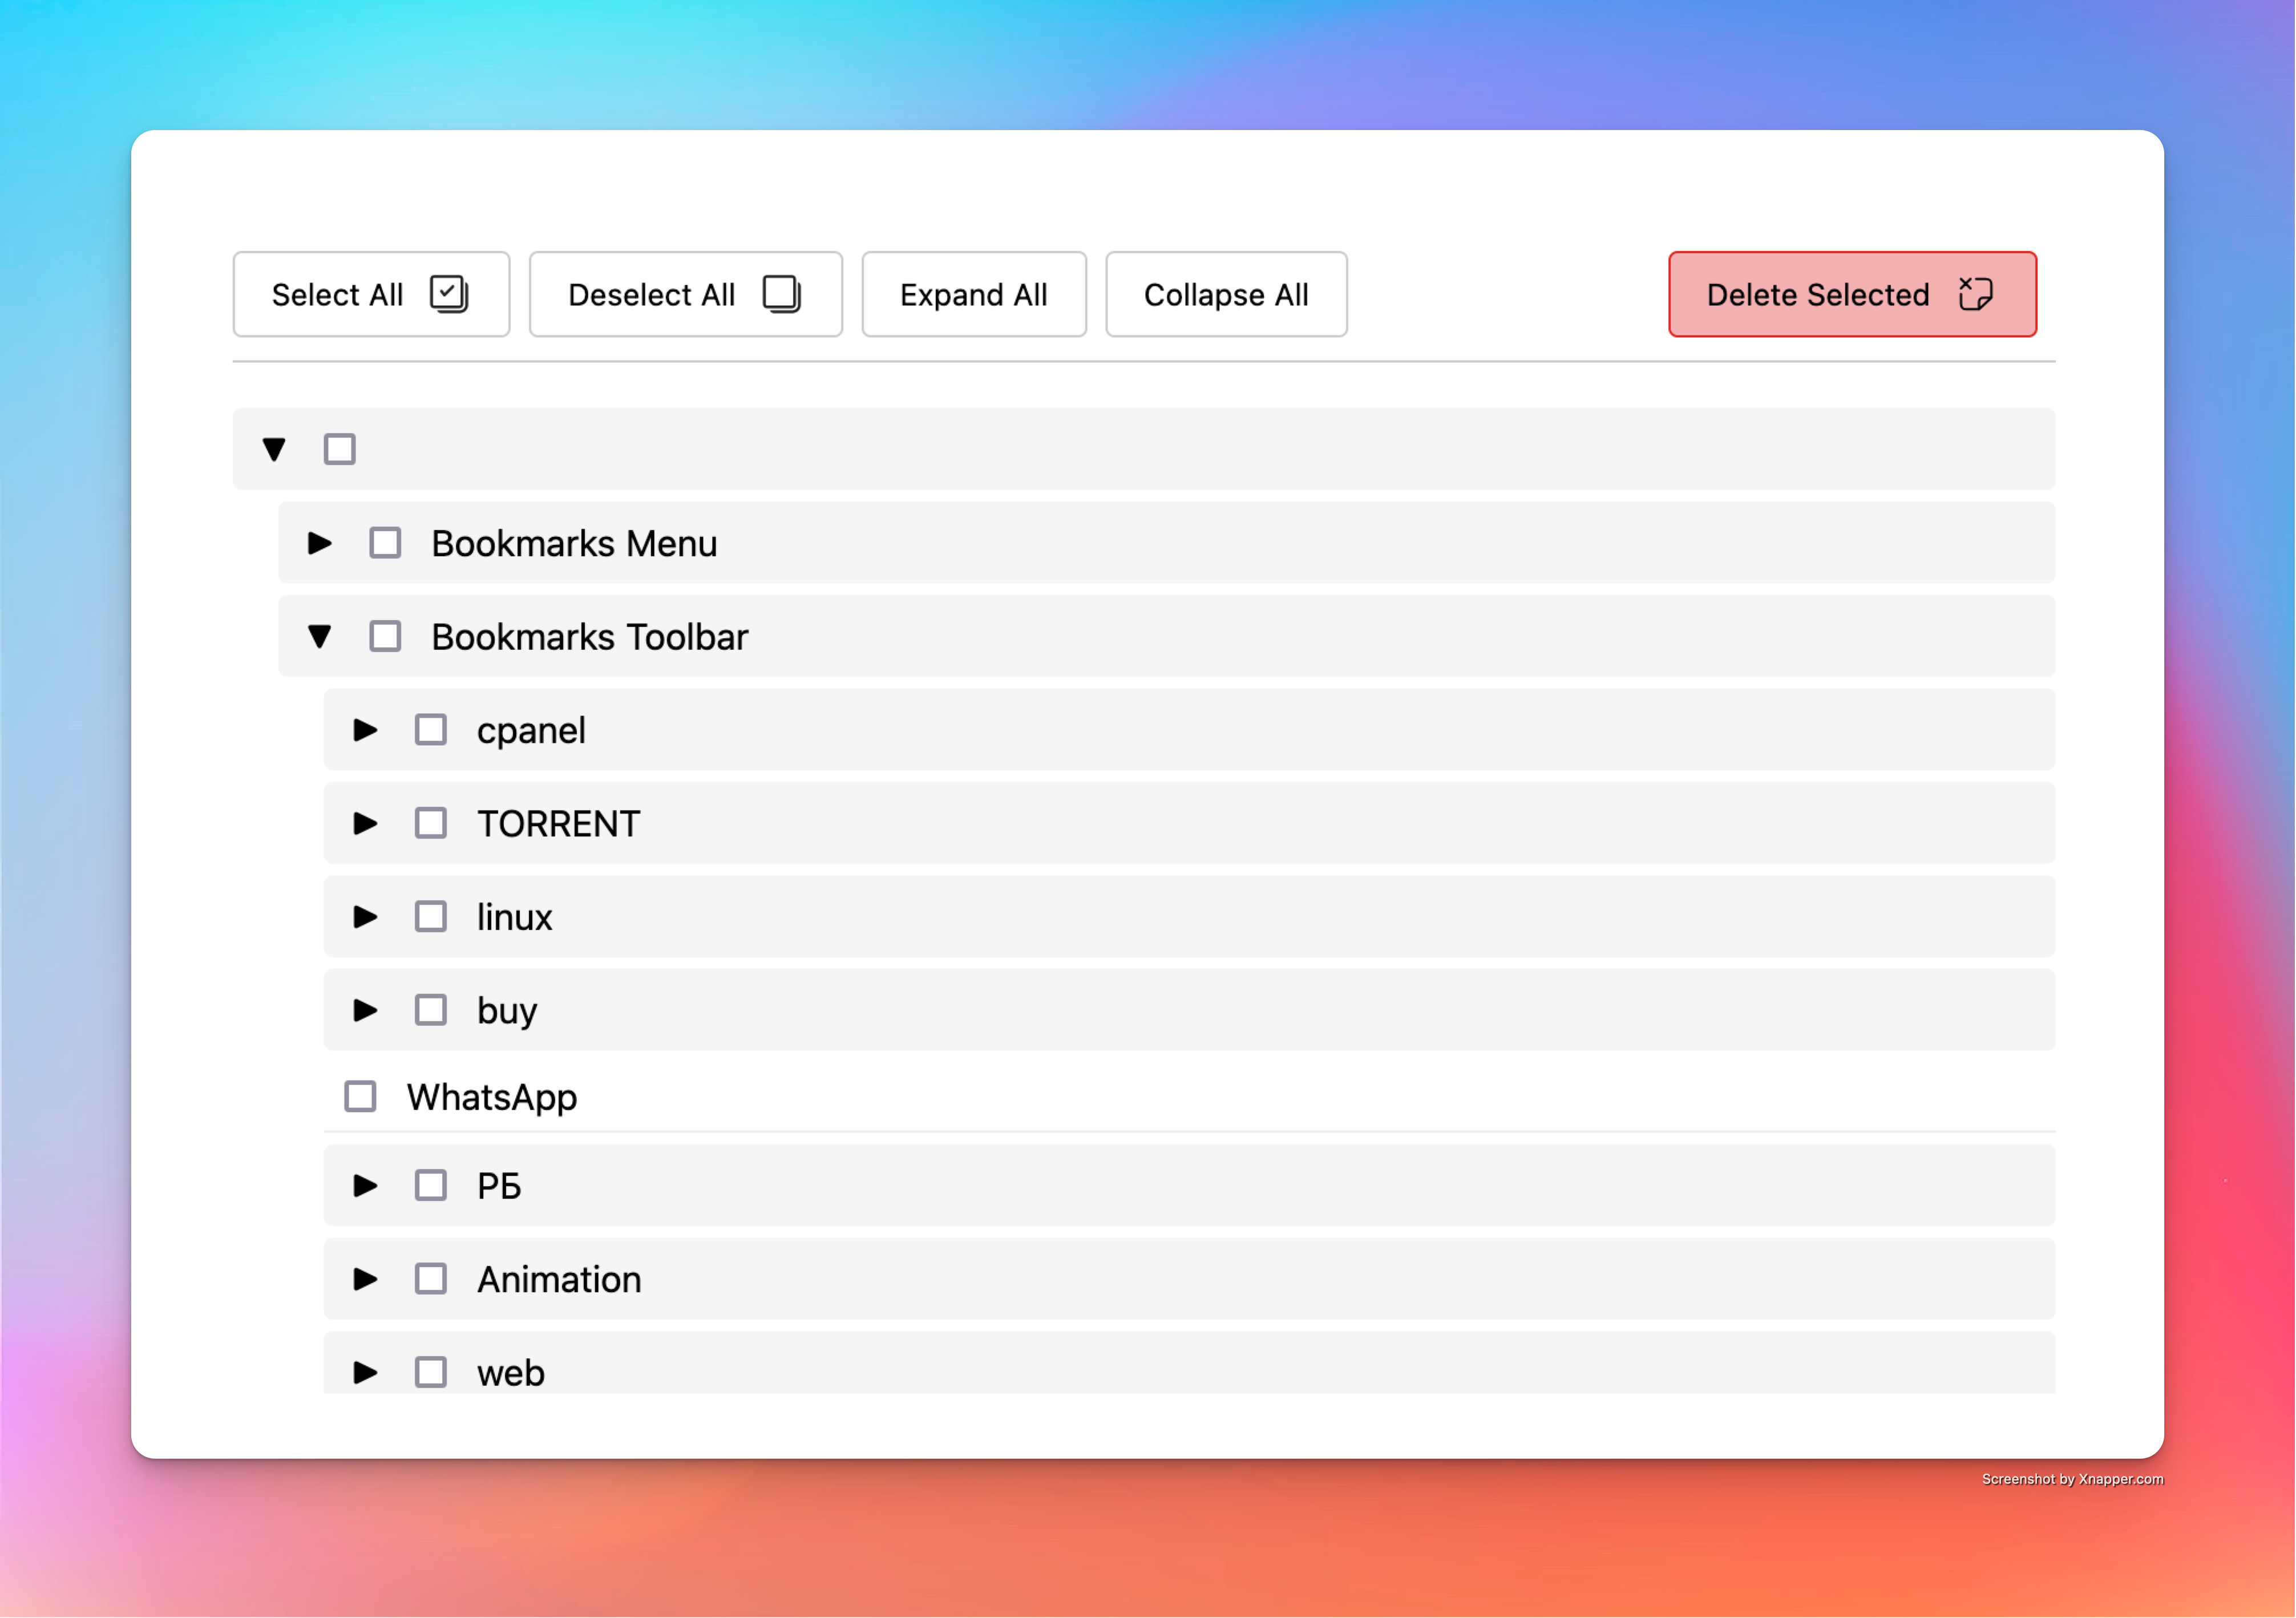 Select All Deselect All Expand All Collapse All Delete Selected
Bookmarks Menu
Bookmarks Toolbar
cpanel
TORRENT
linux
buy
WhatsApp
РБ
Animation
web
Screenshot by Xnapper.com